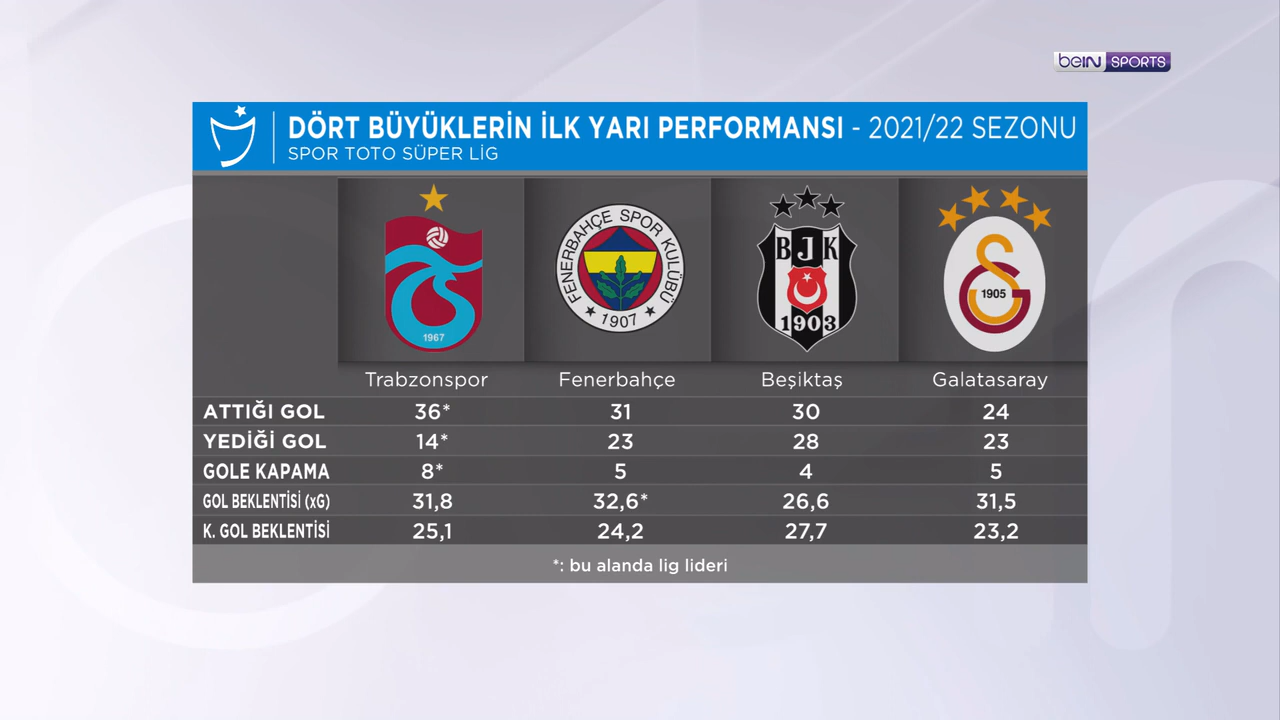 beIN SPORTS
DÖRT BÜYÜKLERİN İLK YARI PERFORMANSI - 2021/22 SEZONU
SPOR TOTO SÜPER LİG
1967
FENERBAHÇE SPOR KULÜBÜ
★ 1907 ★
BJK
1903
1905
Trabzonspor Fenerbahçe Beşiktaş Galatasaray
ATTIĞI GOL 36* 31 30 24
YEDİĞİ GOL 14* 23 28 23
GOLE KAPAMA 8* 5 4 5
GOL BEKLENTİSİ (xG) 31,8 32,6* 26,6 31,5
K. GOL BEKLENTİSİ 25,1 24,2 27,7 23,2
*: bu alanda lig lideri